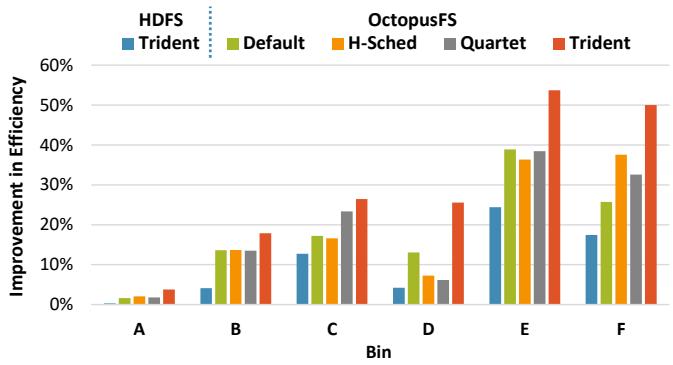 HDFS OctopusFS
Trident Default H-Sched Quartet Trident
Improvement in Efficiency
60%
50%
40%
30%
20%
10%
0%
A B C D E F
Bin